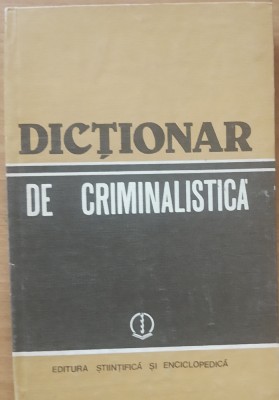 DICȚIONAR
DE CRIMINALISTICĂ
EDITURA ȘTIINȚIFICĂ ȘI ENCICLOPEDICĂ